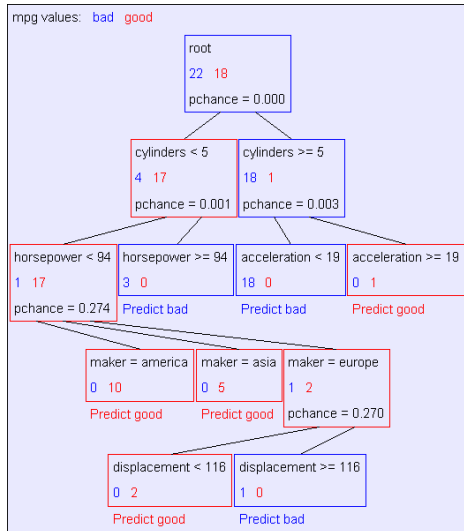 mpg values: bad good
root
22 18
pchance = 0.000
cylinders < 5
4 17
pchance = 0.001
cylinders >= 5
18 1
pchance = 0.003
horsepower < 94
1 17
pchance = 0.274
horsepower >= 94
3 0
Predict bad
acceleration < 19
18 0
Predict bad
acceleration >= 19
0 1
Predict good
maker = america
0 10
Predict good
maker = asia
0 5
Predict good
maker = europe
1 2
pchance = 0.270
displacement < 116
0 2
Predict good
displacement >= 116
1 0
Predict bad